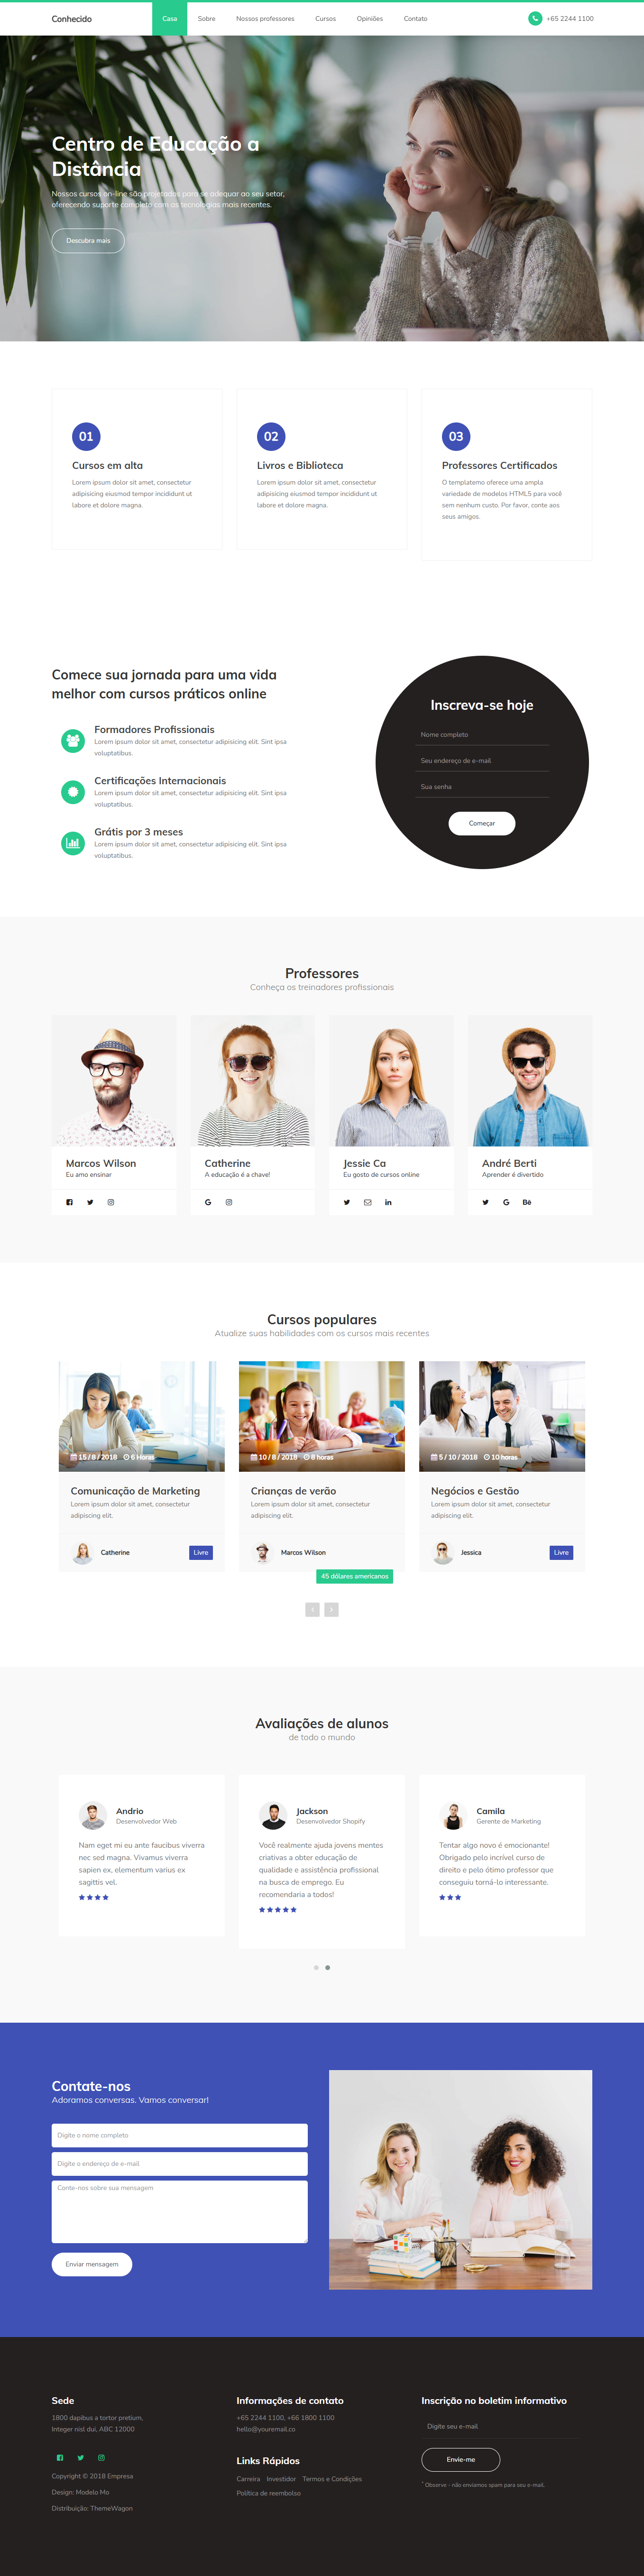 Conhecido
Casa
Sobre
Nossos professores
Cursos
Opiniões
Contato
+65 2244 1100
Centro de Educação a
Distância
Nossos cursos on-line são projetados para se adequar ao seu setor,
oferecendo suporte completo com as tecnologias mais recentes.
Descubra mais
01
Cursos em alta
Lorem ipsum dolor sit amet, consectetur
adipisicing eiusmod tempor incididunt ut
labore et dolore magna.
02
Livros e Biblioteca
Lorem ipsum dolor sit amet, consectetur
adipisicing eiusmod tempor incididunt ut
labore et dolore magna.
03
Professores Certificados
O templatemo oferece uma ampla
variedade de modelos HTML5 para você
sem nenhum custo. Por favor, conte aos
seus amigos.
Comece sua jornada para uma vida
melhor com cursos práticos online
Formadores Profissionais
Lorem ipsum dolor sit amet, consectetur adipisicing elit. Sint ipsa
voluptatibus.
Certificações Internacionais
Lorem ipsum dolor sit amet, consectetur adipisicing elit. Sint ipsa
voluptatibus.
Grátis por 3 meses
Lorem ipsum dolor sit amet, consectetur adipisicing elit. Sint ipsa
voluptatibus.
Inscreva-se hoje
Nome completo
Seu endereço de e-mail
Sua senha
Começar
Professores
Conheça os treinadores profissionais
Marcos Wilson
Eu amo ensinar
Catherine
A educação é a chave!
Jessie Ca
Eu gosto de cursos online
André Berti
Aprender é divertido
Cursos populares
Atualize suas habilidades com os cursos mais recentes
15 / 8 / 2018
6 Horas
Comunicação de Marketing
Lorem ipsum dolor sit amet, consectetur
adipiscing elit.
Catherine
Livre
10 / 8 / 2018
8 horas
Crianças de verão
Lorem ipsum dolor sit amet, consectetur
adipiscing elit.
Marcos Wilson
45 dólares americanos
5 / 10 / 2018
10 horas
Negócios e Gestão
Lorem ipsum dolor sit amet, consectetur
adipiscing elit.
Jessica
Livre
Avaliações de alunos
de todo o mundo
Andrio
Desenvolvedor Web
Nam eget mi eu ante faucibus viverra
nec sed magna. Vivamus viverra
sapien ex, elementum varius ex
sagittis vel.
Jackson
Desenvolvedor Shopify
Você realmente ajuda jovens mentes
criativas a obter educação de
qualidade e assistência profissional
na busca de emprego. Eu
recomendaria a todos!
Camila
Gerente de Marketing
Tentar algo novo é emocionante!
Obrigado pelo incrível curso de
direito e pelo ótimo professor que
conseguiu torná-lo interessante.
Contate-nos
Adoramos conversas. Vamos conversar!
Digite o nome completo
Digite o endereço de e-mail
Conte-nos sobre sua mensagem
Enviar mensagem
Sede
1800 dapibus a tortor pretium,
Integer nisl dui, ABC 12000
Copyright © 2018 Empresa
Design: Modelo Mo
Distribuição: ThemeWagon
Informações de contato
+65 2244 1100, +66 1800 1100
hello@youremail.co
Links Rápidos
Carreira
Investidor
Termos e Condições
Política de reembolso
Inscrição no boletim informativo
Digite seu e-mail
Envie-me
* Observe - não enviamos spam para seu e-mail.